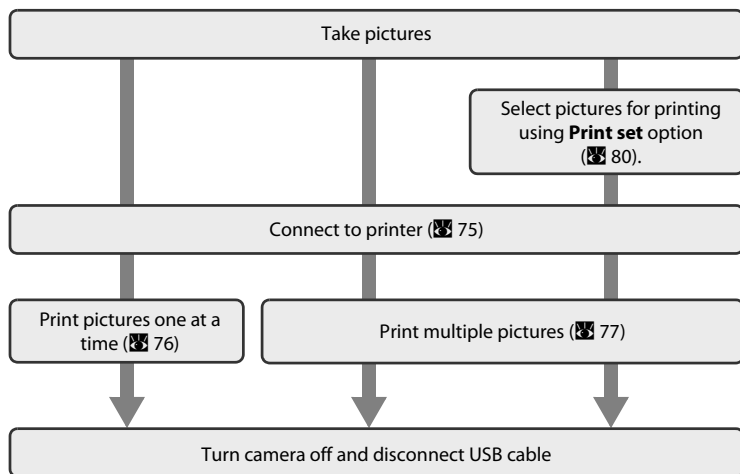 Take pictures
Select pictures for printing
using Print set option
( 80).
Connect to printer ( 75)
Print pictures one at a
time ( 76)
Print multiple pictures ( 77)
Turn camera off and disconnect USB cable